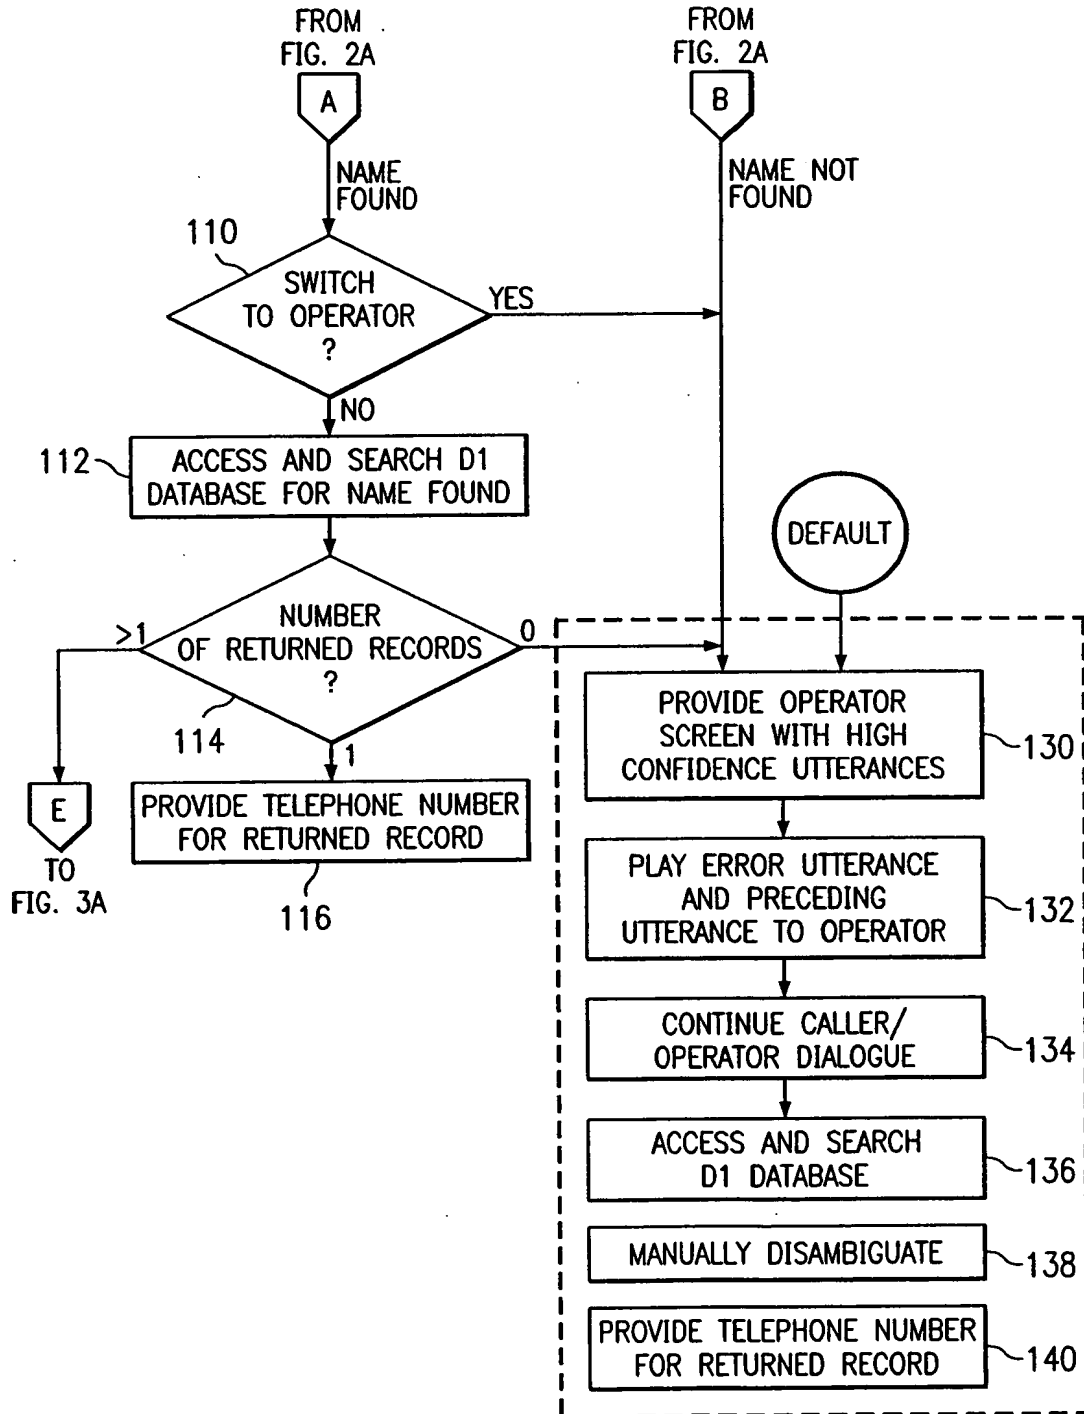 FROM
FIG. 2A
A
NAME
FOUND
FROM
FIG. 2A
B
NAME NOT
FOUND
110
SWITCH
TO OPERATOR
?
YES
NO
112
ACCESS AND SEARCH D1
DATABASE FOR NAME FOUND
DEFAULT
>1
NUMBER
OF RETURNED RECORDS
?
0
114
1
E
TO
FIG. 3A
PROVIDE TELEPHONE NUMBER
FOR RETURNED RECORD
116
PROVIDE OPERATOR
SCREEN WITH HIGH
CONFIDENCE UTTERANCES
130
PLAY ERROR UTTERANCE
AND PRECEDING
UTTERANCE TO OPERATOR
132
CONTINUE CALLER/
OPERATOR DIALOGUE
134
ACCESS AND SEARCH
D1 DATABASE
136
MANUALLY DISAMBIGUATE
138
PROVIDE TELEPHONE NUMBER
FOR RETURNED RECORD
140